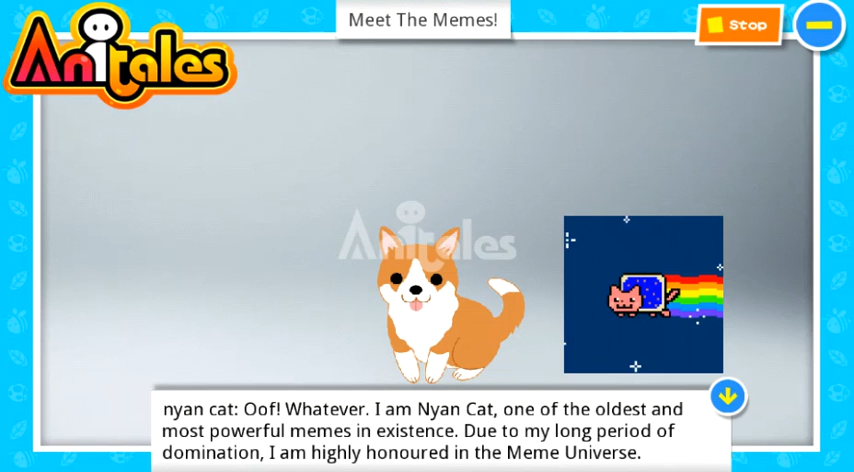 Meet The Memes!
Stop
Anitales
Anitales
nyan cat: Oof! Whatever. I am Nyan Cat, one of the oldest and
most powerful memes in existence. Due to my long period of
domination, I am highly honoured in the Meme Universe.